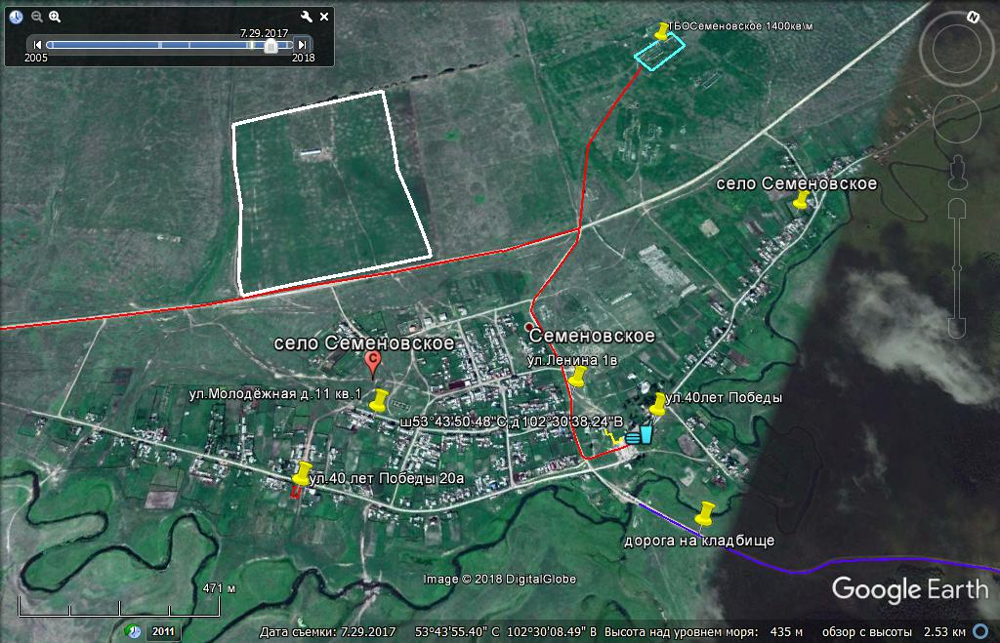 7.29.2017
2005
2018
N
ТБОСеменовское 1400кв\м
село Семеновское
Семеновское
село Семеновское
ул.Ленина 1в
C
ул.Молодёжная д.11 кв.1
ул.40лет Победы
ш53°43'50.48"С,д102°30'38.24"В
ул.40 лет Победы 20а
дорога на кладбище
Image © 2018 DigitalGlobe
Google Earth
471 м
2011
Дата съемки: 7.29.2017 53°43'55.40" С 102°30'08.49" В Высота над уровнем моря: 435 м обзор с высоты 2.53 км